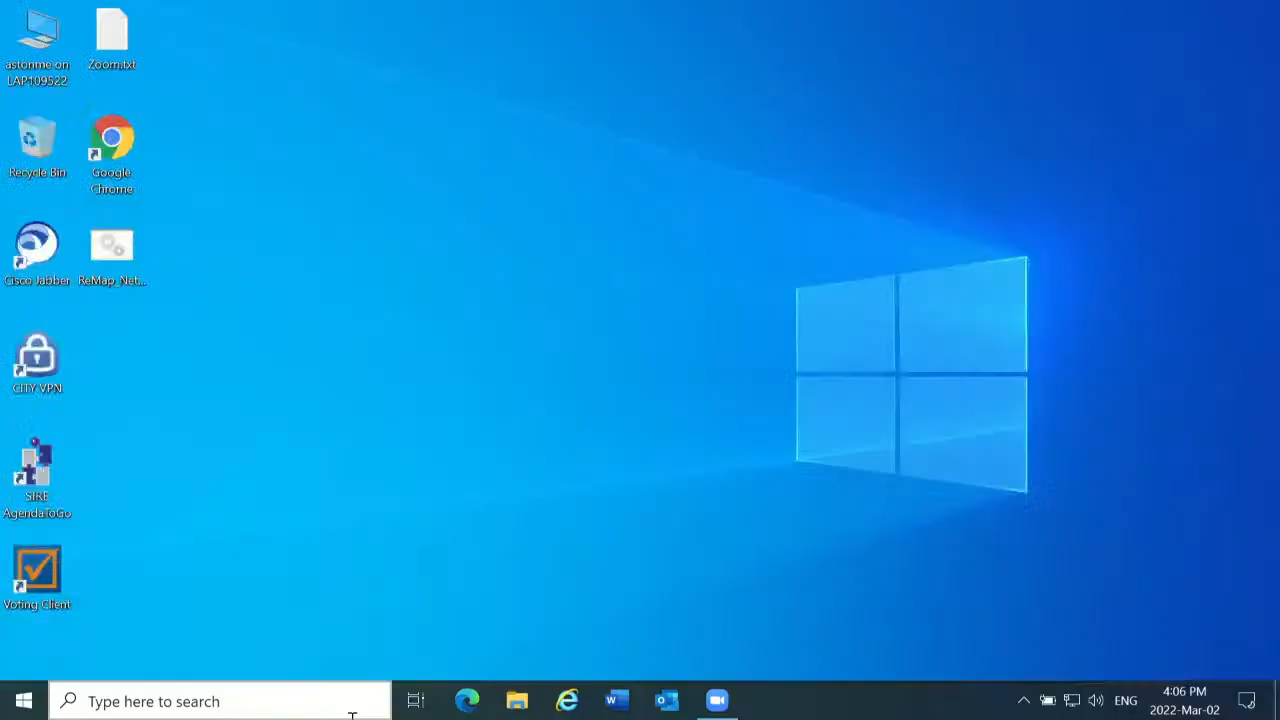 astonme on
LAP109522
Zoom.txt
Recycle Bin
Google
Chrome
Cisco Jabber
ReMap_Net...
CITY VPN
SIRE
AgendaToGo
Voting Client
Type here to search
ENG
4:06 PM
2022-Mar-02